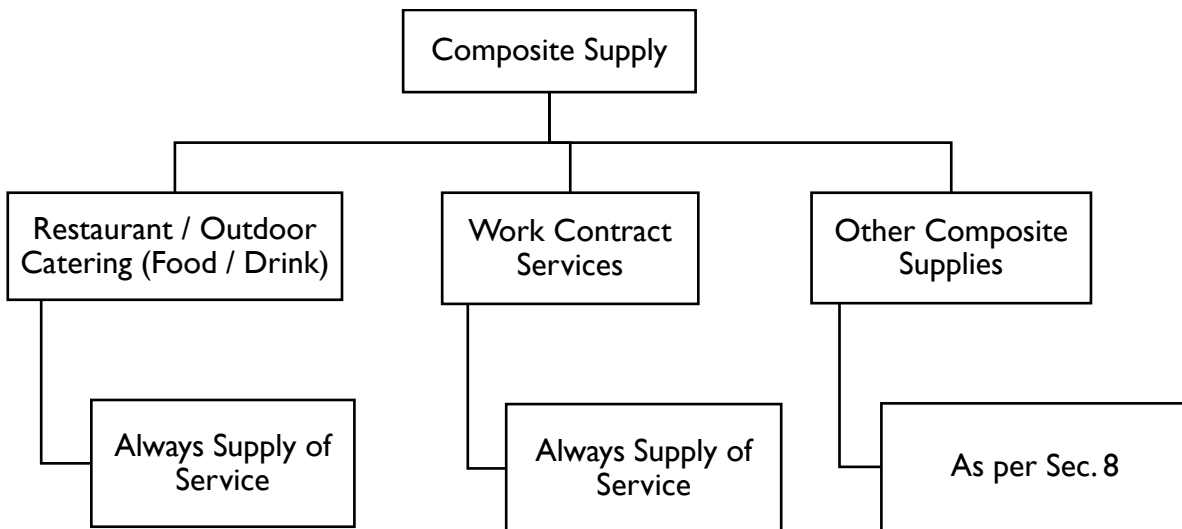 Composite Supply
Restaurant / Outdoor
Catering (Food / Drink)
Work Contract
Services
Other Composite
Supplies
Always Supply of
Service
Always Supply of
Service
As per Sec. 8